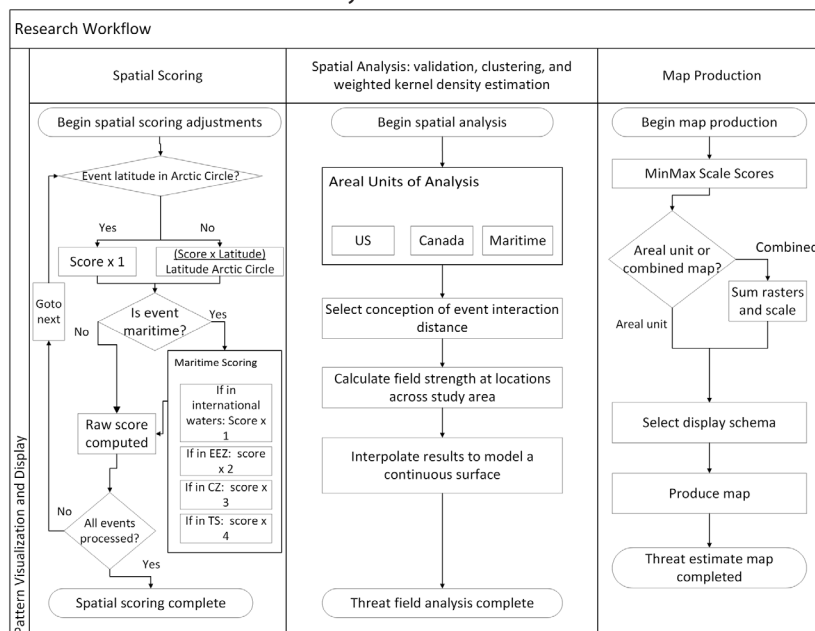 Research Workflow
Spatial Scoring
Spatial Analysis: validation, clustering, and
weighted kernel density estimation
Map Production
Pattern Visualization and Display
Begin spatial scoring adjustments
Event latitude in Arctic Circle?
Yes
No
Score x 1
(Score x Latitude)
Latitude Arctic Circle
Goto
next
Is event
maritime?
No
Yes
Maritime Scoring
If in
international
waters: Score x
1
If in EEZ: score
x 2
If in CZ: score x
3
If in TS: score x
4
Raw score
computed
No
All events
processed?
Yes
Spatial scoring complete
Begin spatial analysis
Areal Units of Analysis
US
Canada
Maritime
Select conception of event interaction
distance
Calculate field strength at locations
across study area
Interpolate results to model a
continuous surface
Threat field analysis complete
Begin map production
MinMax Scale Scores
Areal unit or
combined map?
Combined
Sum rasters
and scale
Areal unit
Select display schema
Produce map
Threat estimate map
completed